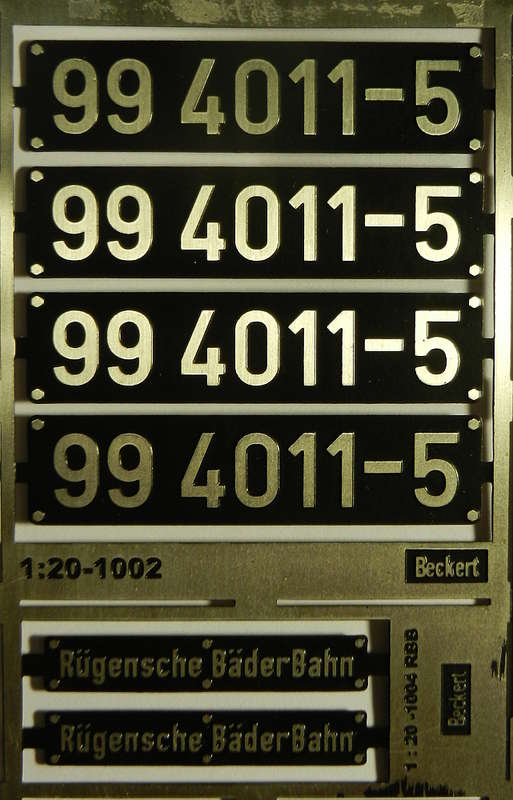 99 4011-5
99 4011-5
99 4011-5
99 4011-5
1:20-1002 Beckert
Rügensche BäderBahn
Rügensche BäderBahn
1:20-1004 RBB
Beckert